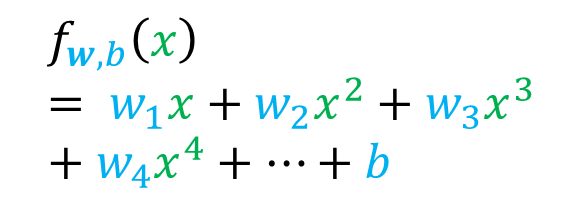 f_{w,b}(x)
= w₁x + w₂x² + w₃x³
+ w₄x⁴ + ⋯ + b